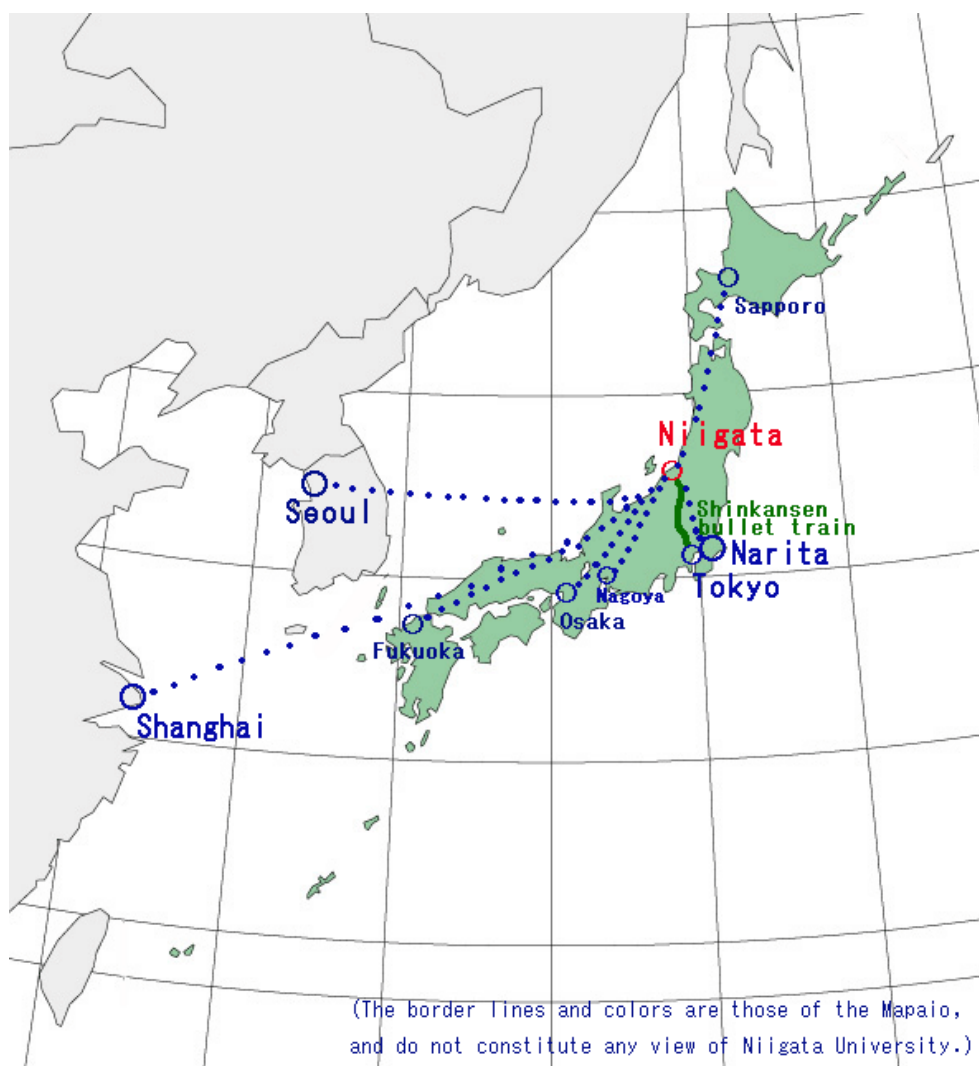 Sapporo
Niigata
Seoul
Shinkansen
bullet train
Narita
Tokyo
Nagoya
Osaka
Fukuoka
Shanghai
(The border lines and colors are those of the Mapaio,
and do not constitute any view of Niigata University.)